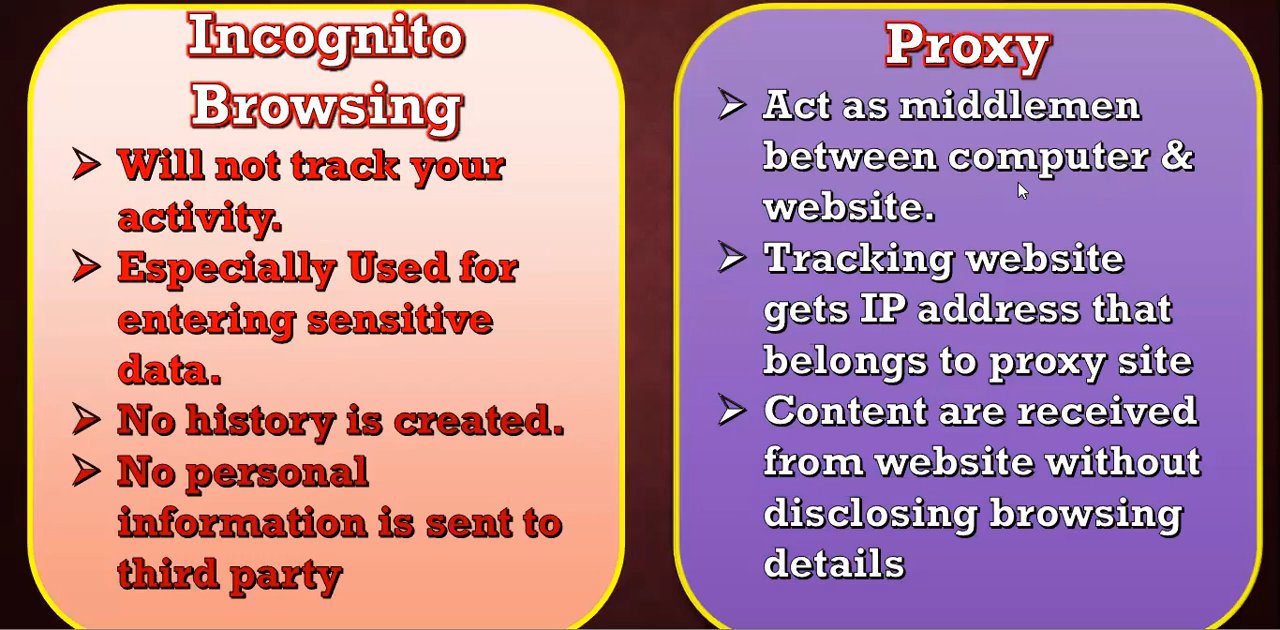 Incognito
Browsing
Will not track your
activity.
Especially Used for
entering sensitive
data.
No history is created.
No personal
information is sent to
third party
Proxy
Act as middlemen
between computer &
website.
Tracking website
gets IP address that
belongs to proxy site
Content are received
from website without
disclosing browsing
details